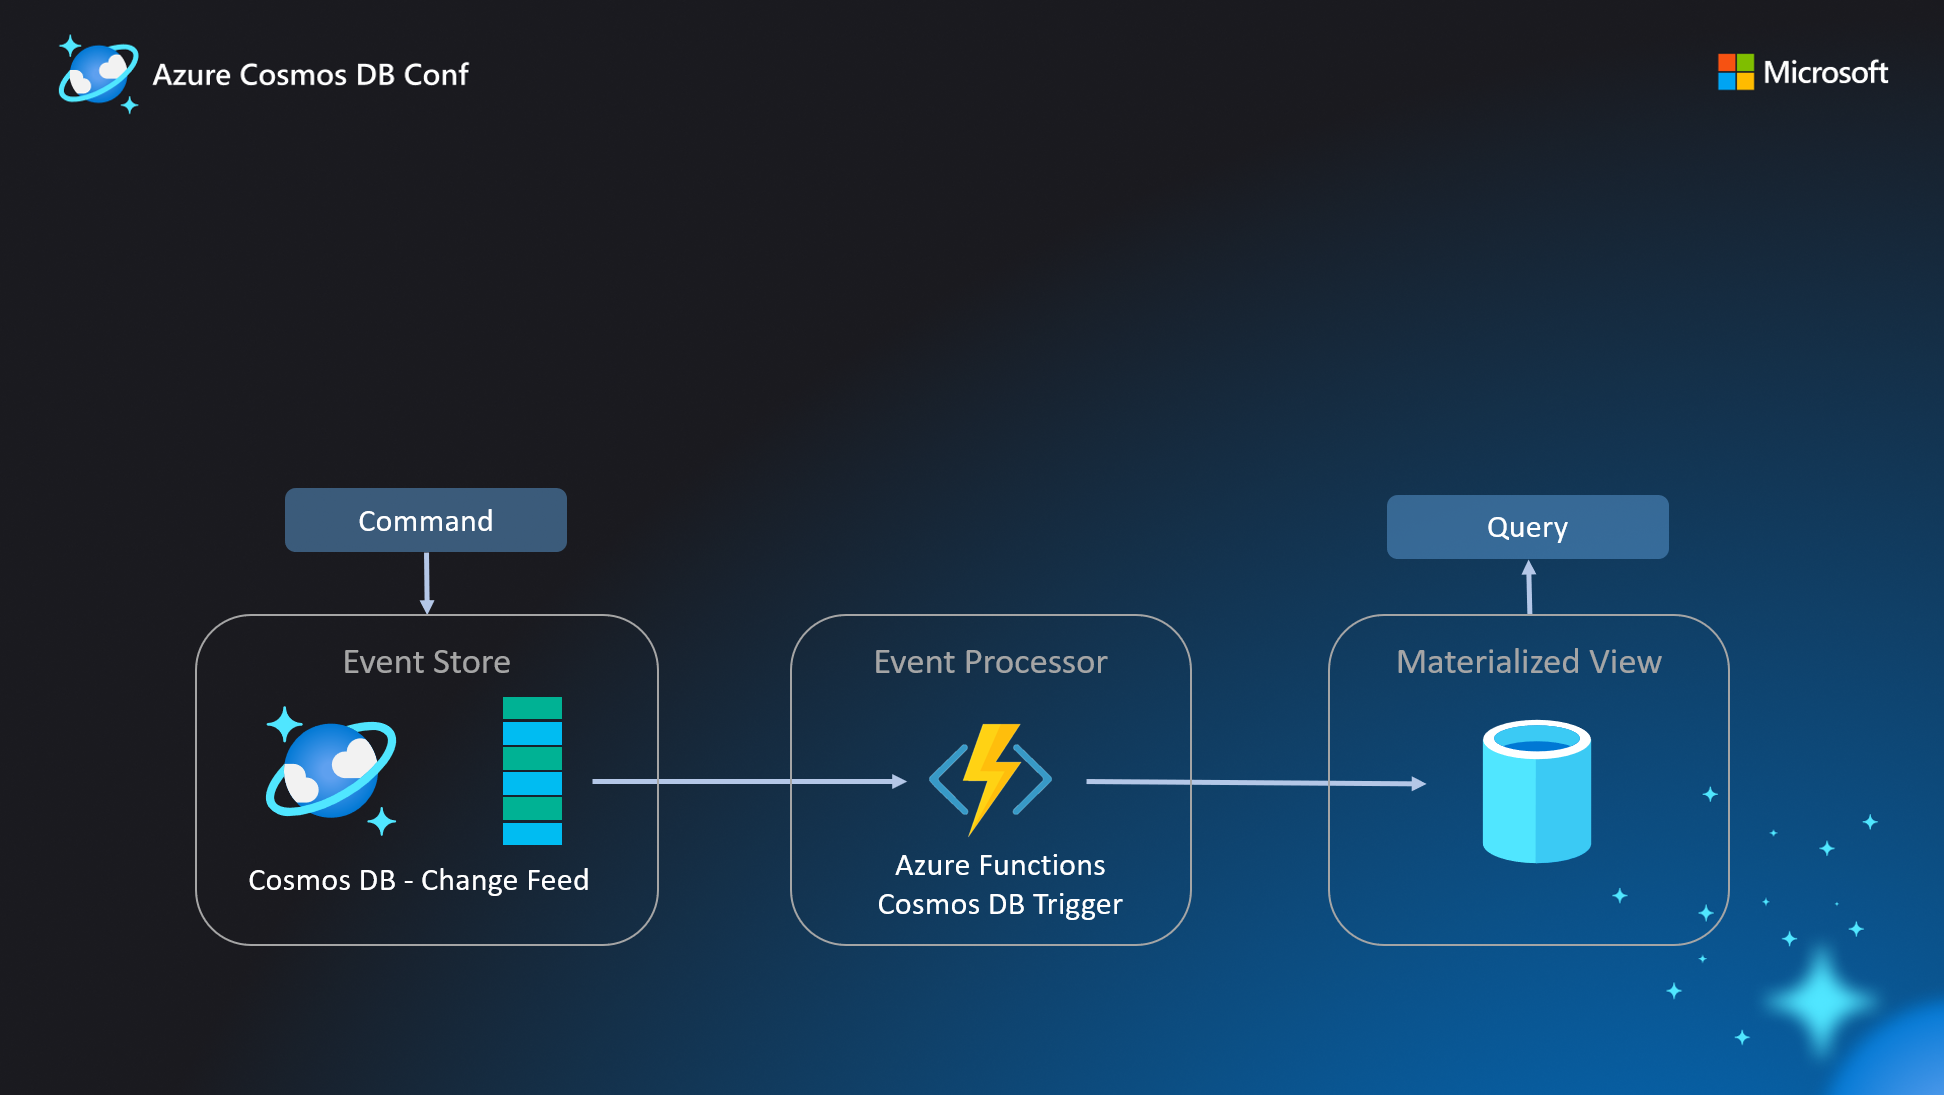 Azure Cosmos DB Conf
Microsoft
Command
Query
Event Store
Event Processor
Materialized View
Cosmos DB - Change Feed
Azure Functions
Cosmos DB Trigger